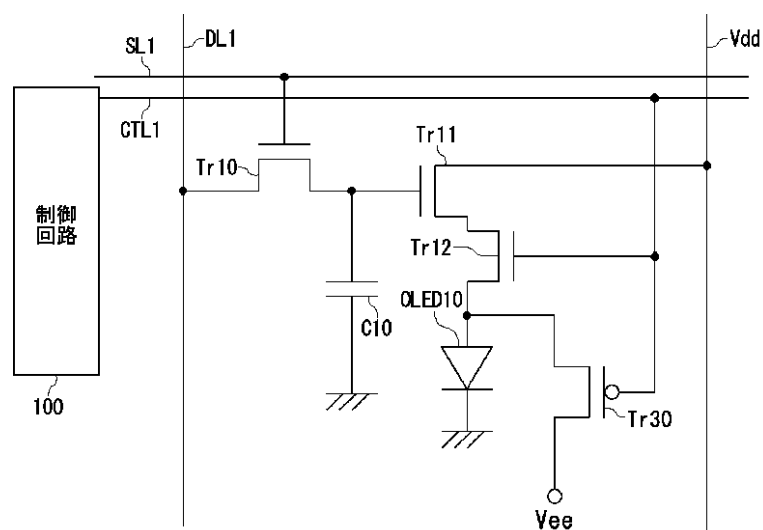 SL1
DL1
Vdd
CTL1
Tr11
Tr10
制御
回路
Tr12
OLED10
C10
100
Tr30
Vee